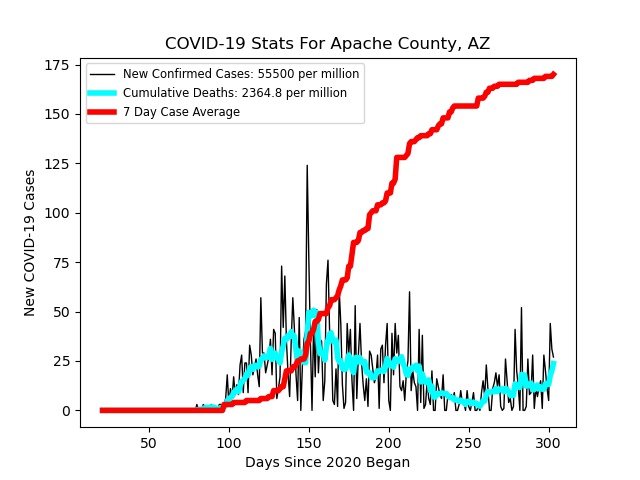 COVID-19 Stats For Apache County, AZ
New Confirmed Cases: 55500 per million
Cumulative Deaths: 2364.8 per million
7 Day Case Average
New COVID-19 Cases
175
150
125
100
75
50
25
0
50 100 150 200 250 300
Days Since 2020 Began